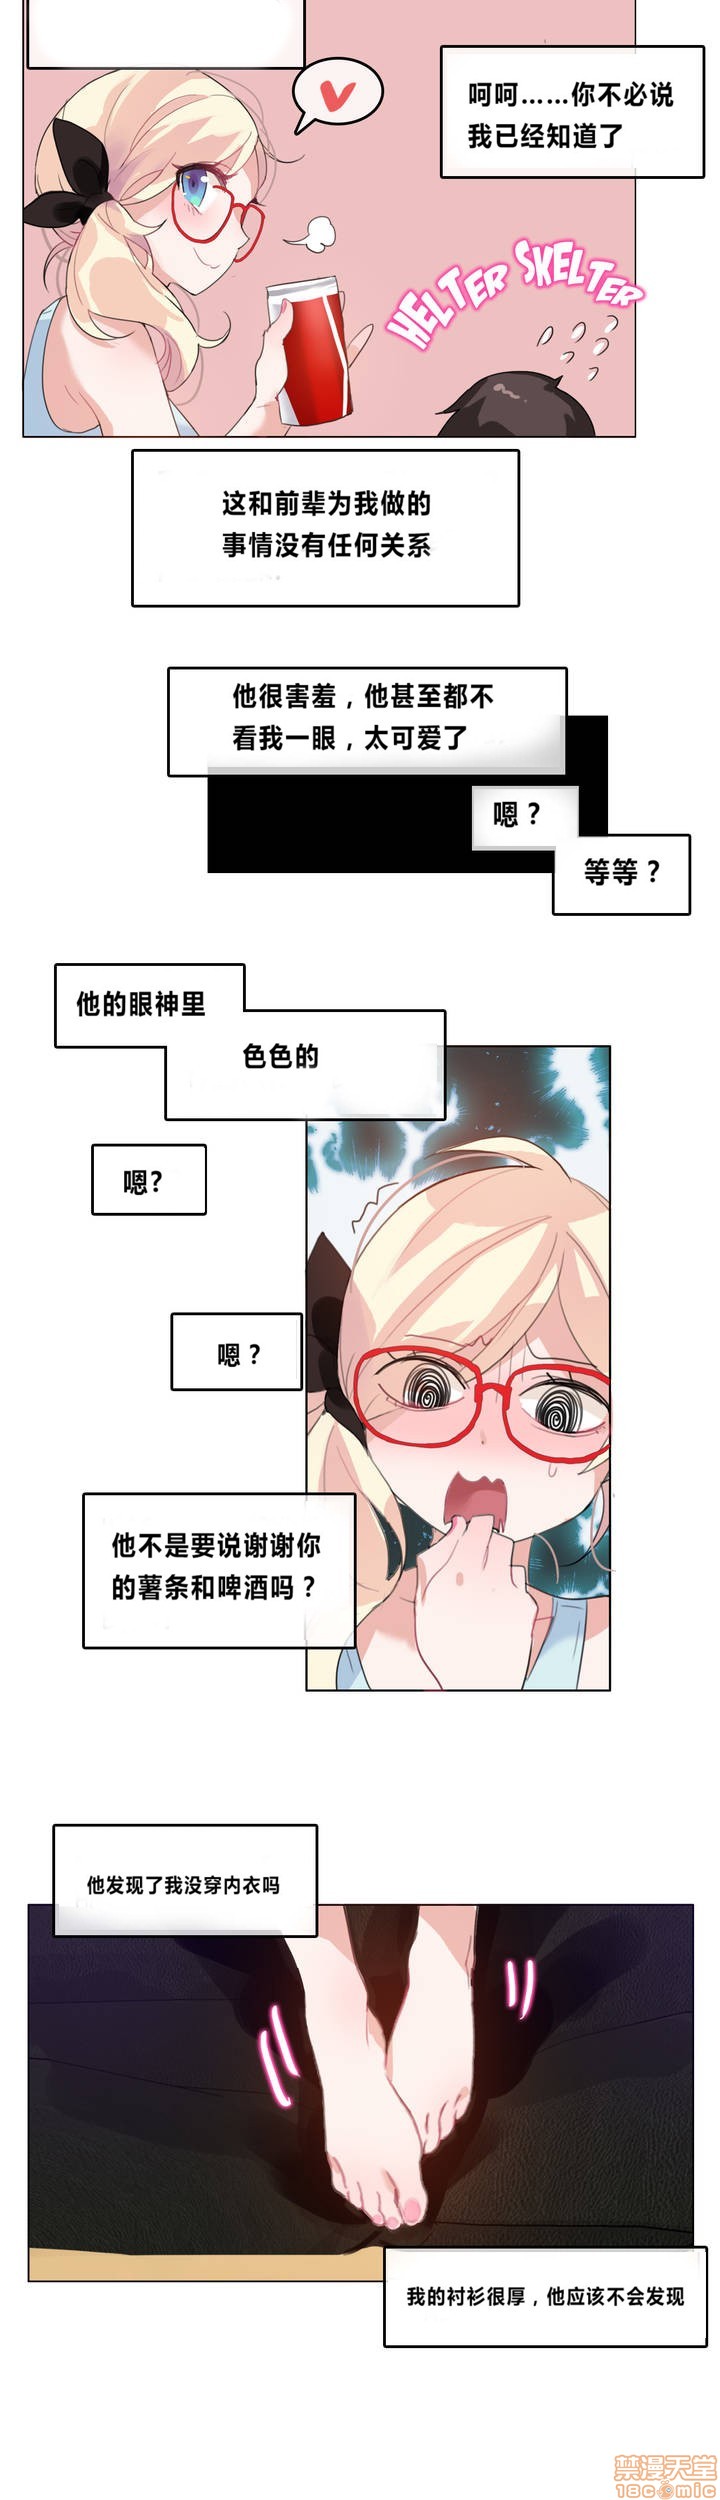 呵呵……你不必说
我已经知道了
HELTER SKELTER
这和前辈为我做的
事情没有任何关系
他很害羞，他甚至都不
看我一眼，太可爱了
嗯？
等等？
他的眼神里
色色的
嗯?
嗯？
他不是要说谢谢你
的薯条和啤酒吗？
他发现了我没穿内衣吗
我的衬衫很厚，他应该不会发现
禁漫天堂
18comic